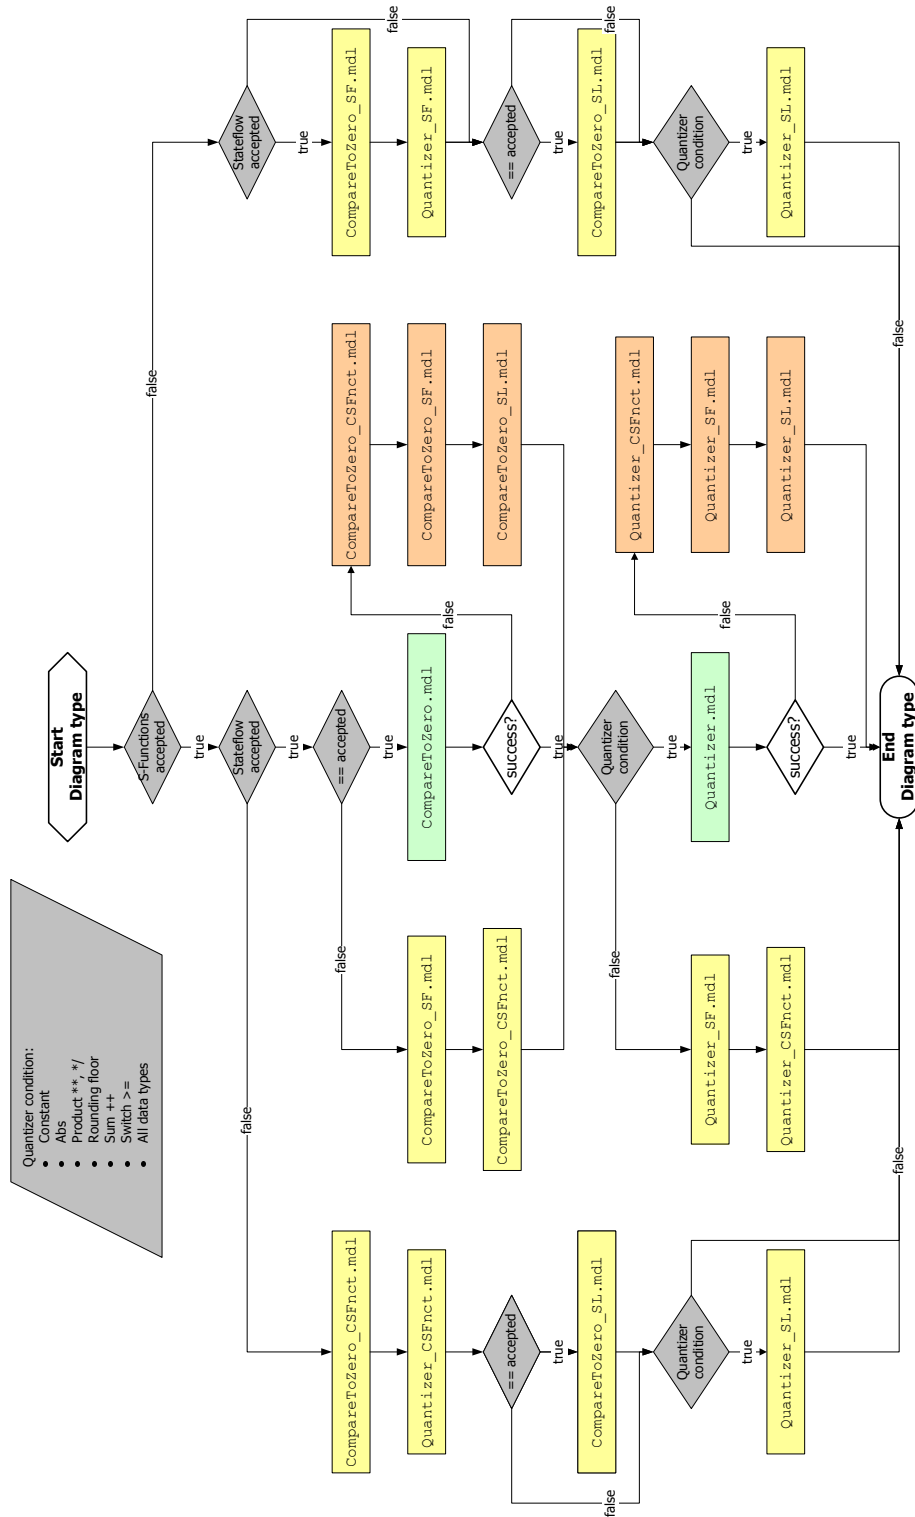 Start
Diagram type
Quantizer condition:
• Constant
• Abs
• Product **, */
• Rounding floor
• Sum ++
• Switch >=
• All data types
S-Functions
accepted
false
true
Stateflow
accepted
false
true
== accepted
false
true
CompareToZero.mdl
success?
false
true
CompareToZero_CSFnct.mdl
CompareToZero_SF.mdl
CompareToZero_SL.mdl
CompareToZero_SF.mdl
CompareToZero_CSFnct.mdl
Quantizer
condition
false
true
Quantizer.mdl
success?
false
true
Quantizer_CSFnct.mdl
Quantizer_SF.mdl
Quantizer_SL.mdl
Quantizer_SF.mdl
Quantizer_CSFnct.mdl
CompareToZero_CSFnct.mdl
Quantizer_CSFnct.mdl
== accepted
false
true
CompareToZero_SL.mdl
Quantizer
condition
false
true
Quantizer_SL.mdl
Stateflow
accepted
false
true
CompareToZero_SF.mdl
Quantizer_SF.mdl
== accepted
false
true
CompareToZero_SL.mdl
Quantizer
condition
false
true
Quantizer_SL.mdl
End
Diagram type